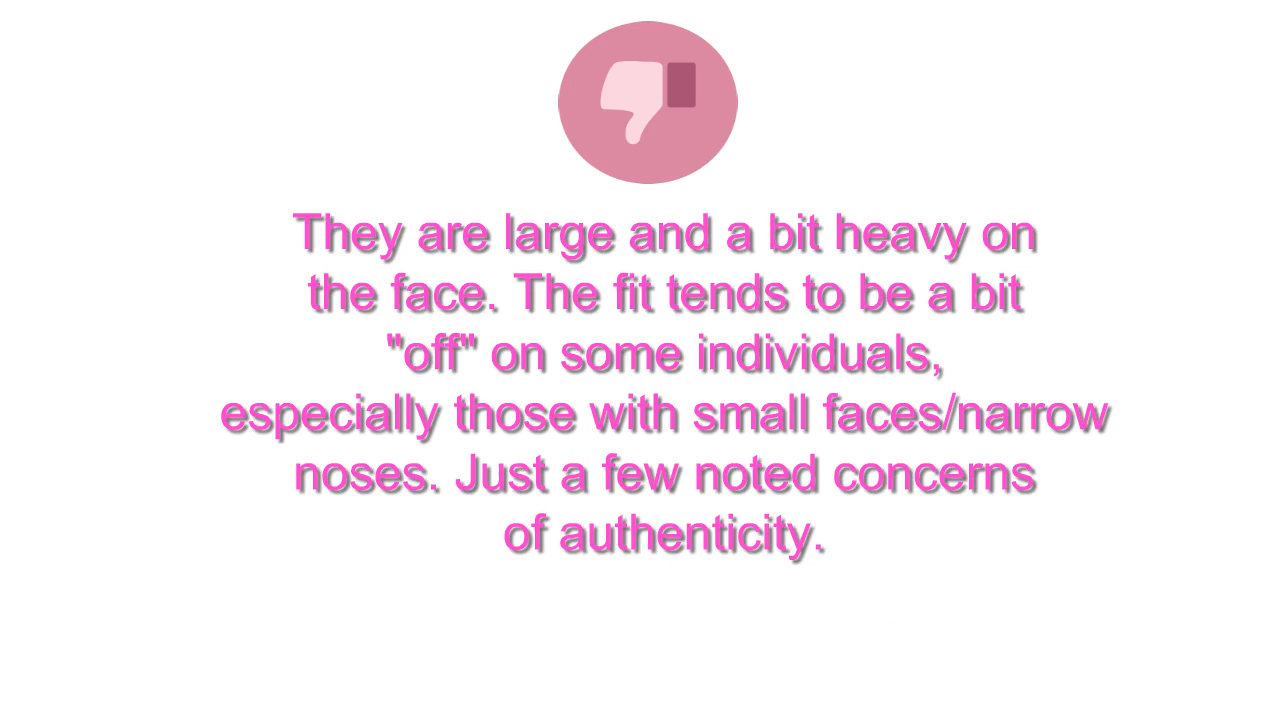 They are large and a bit heavy on
the face. The fit tends to be a bit
"off" on some individuals,
especially those with small faces/narrow
noses. Just a few noted concerns
of authenticity.